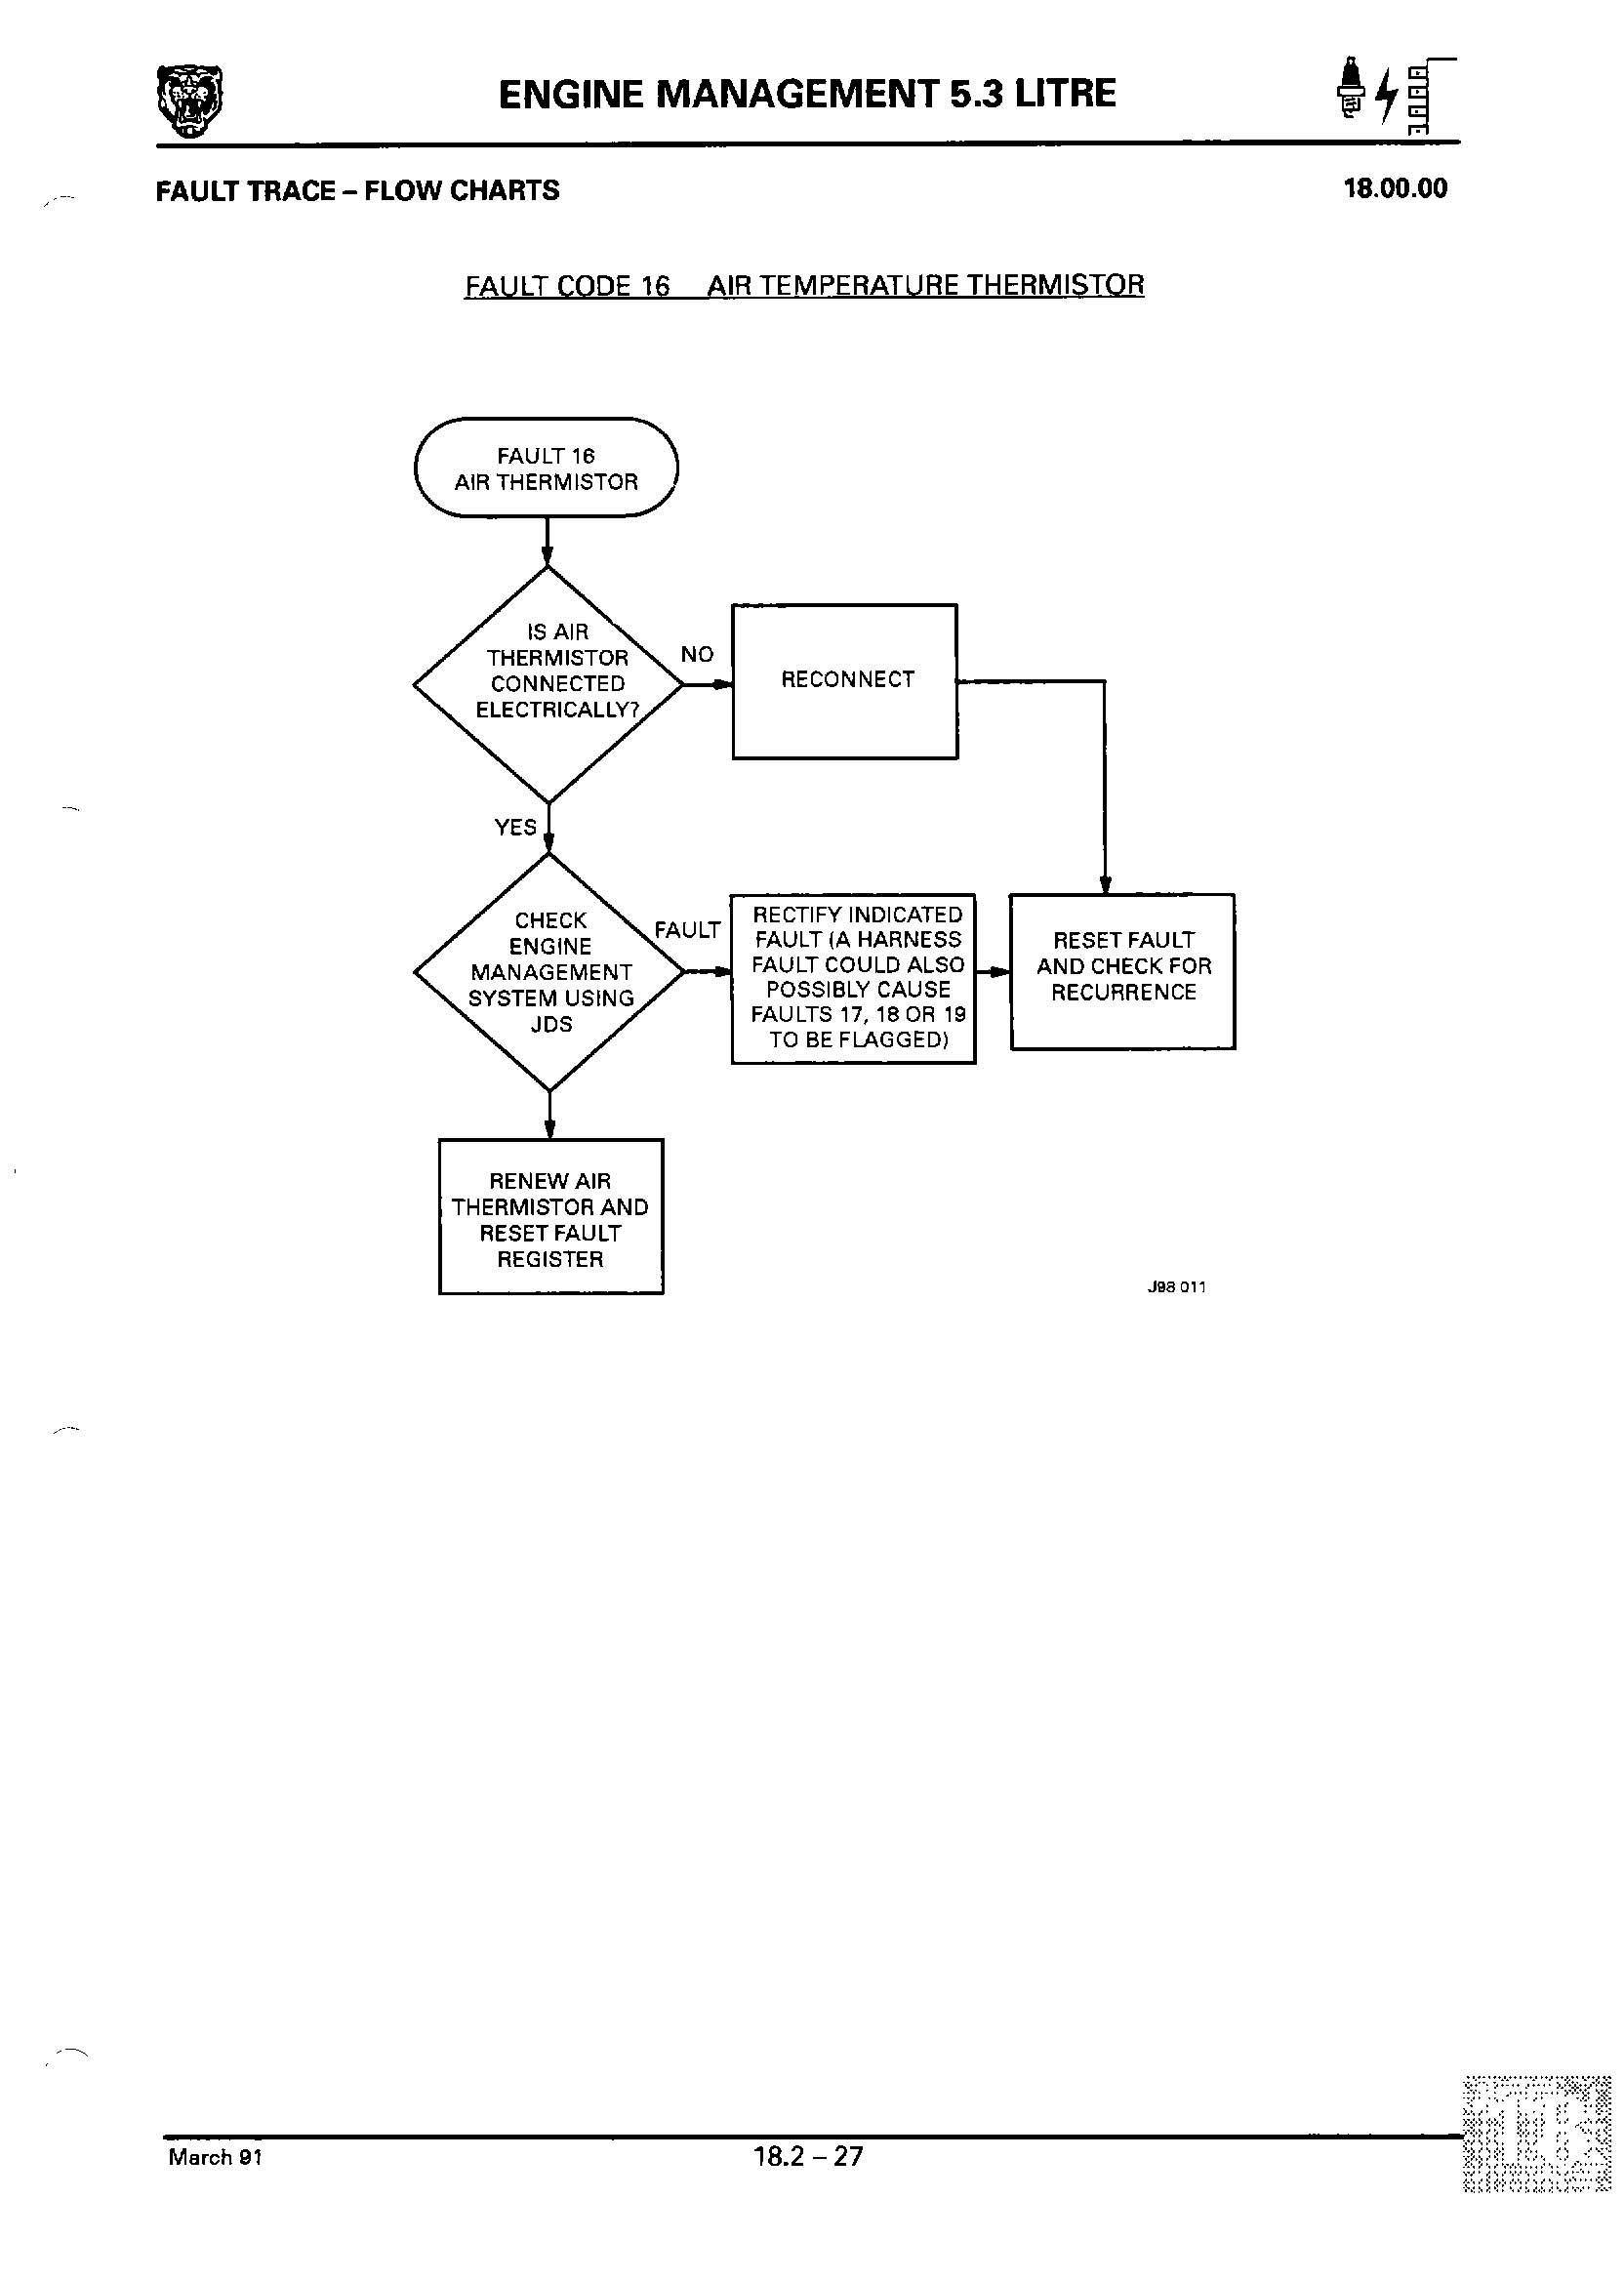 ENGINE MANAGEMENT 5.3 LITRE
FAULT TRACE – FLOW CHARTS
18.00.00
FAULT CODE 16 AIR TEMPERATURE THERMISTOR
FAULT 16
AIR THERMISTOR
IS AIR
THERMISTOR
CONNECTED
ELECTRICALLY?
NO
RECONNECT
YES
CHECK
ENGINE
MANAGEMENT
SYSTEM USING
JDS
FAULT
RECTIFY INDICATED
FAULT (A HARNESS
FAULT COULD ALSO
POSSIBLY CAUSE
FAULTS 17, 18 OR 19
TO BE FLAGGED)
RESET FAULT
AND CHECK FOR
RECURRENCE
RENEW AIR
THERMISTOR AND
RESET FAULT
REGISTER
J98 011
March 91
18.2 – 27